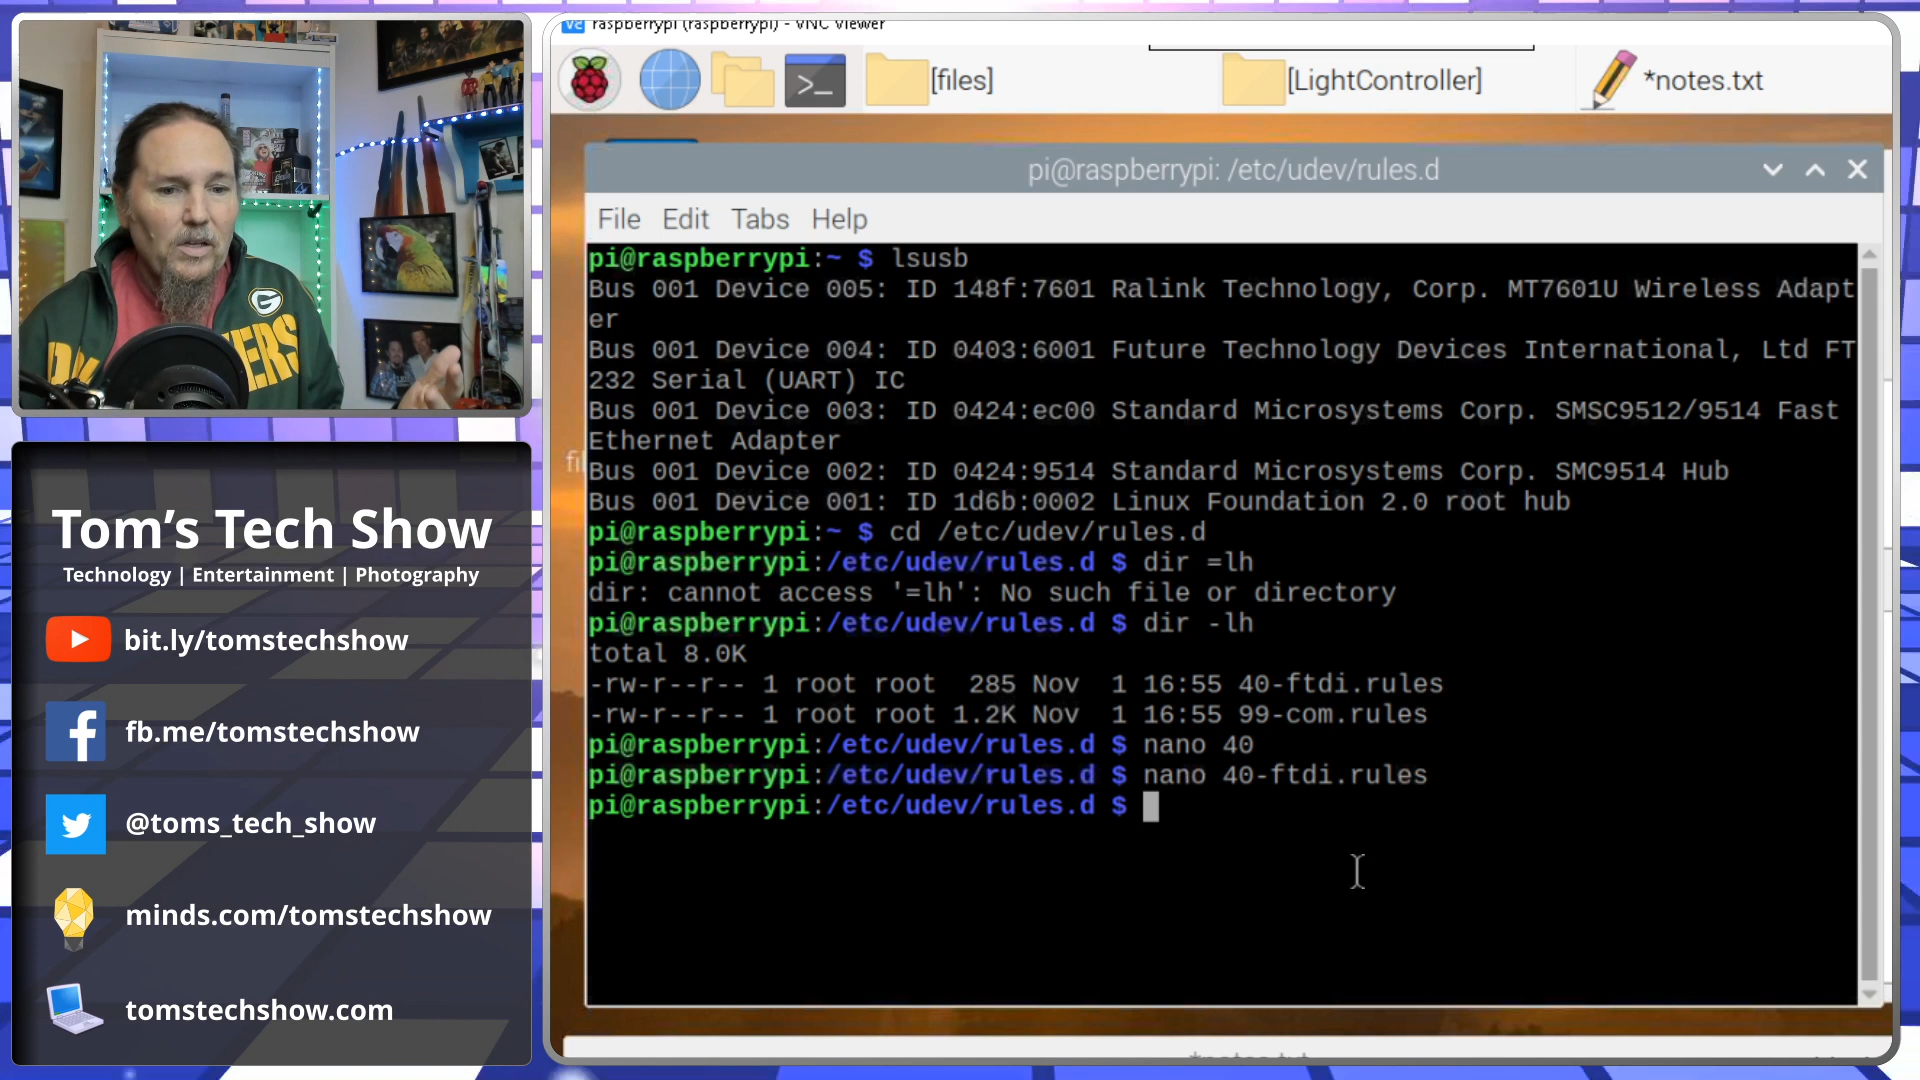 raspberrypi (raspberrypi) - VNC Viewer
[files]
[LightController]
*notes.txt
pi@raspberrypi: /etc/udev/rules.d
File Edit Tabs Help
pi@raspberrypi:~ $ lsusb
Bus 001 Device 005: ID 148f:7601 Ralink Technology, Corp. MT7601U Wireless Adapt
er
Bus 001 Device 004: ID 0403:6001 Future Technology Devices International, Ltd FT
232 Serial (UART) IC
Bus 001 Device 003: ID 0424:ec00 Standard Microsystems Corp. SMSC9512/9514 Fast
Ethernet Adapter
Bus 001 Device 002: ID 0424:9514 Standard Microsystems Corp. SMC9514 Hub
Bus 001 Device 001: ID 1d6b:0002 Linux Foundation 2.0 root hub
pi@raspberrypi:~ $ cd /etc/udev/rules.d
pi@raspberrypi:/etc/udev/rules.d $ dir =lh
dir: cannot access '=lh': No such file or directory
pi@raspberrypi:/etc/udev/rules.d $ dir -lh
total 8.0K
-rw-r--r-- 1 root root  285 Nov  1 16:55 40-ftdi.rules
-rw-r--r-- 1 root root 1.2K Nov  1 16:55 99-com.rules
pi@raspberrypi:/etc/udev/rules.d $ nano 40
pi@raspberrypi:/etc/udev/rules.d $ nano 40-ftdi.rules
pi@raspberrypi:/etc/udev/rules.d $
*notes.txt
Tom's Tech Show
Technology | Entertainment | Photography
bit.ly/tomstechshow
fb.me/tomstechshow
@toms_tech_show
minds.com/tomstechshow
tomstechshow.com